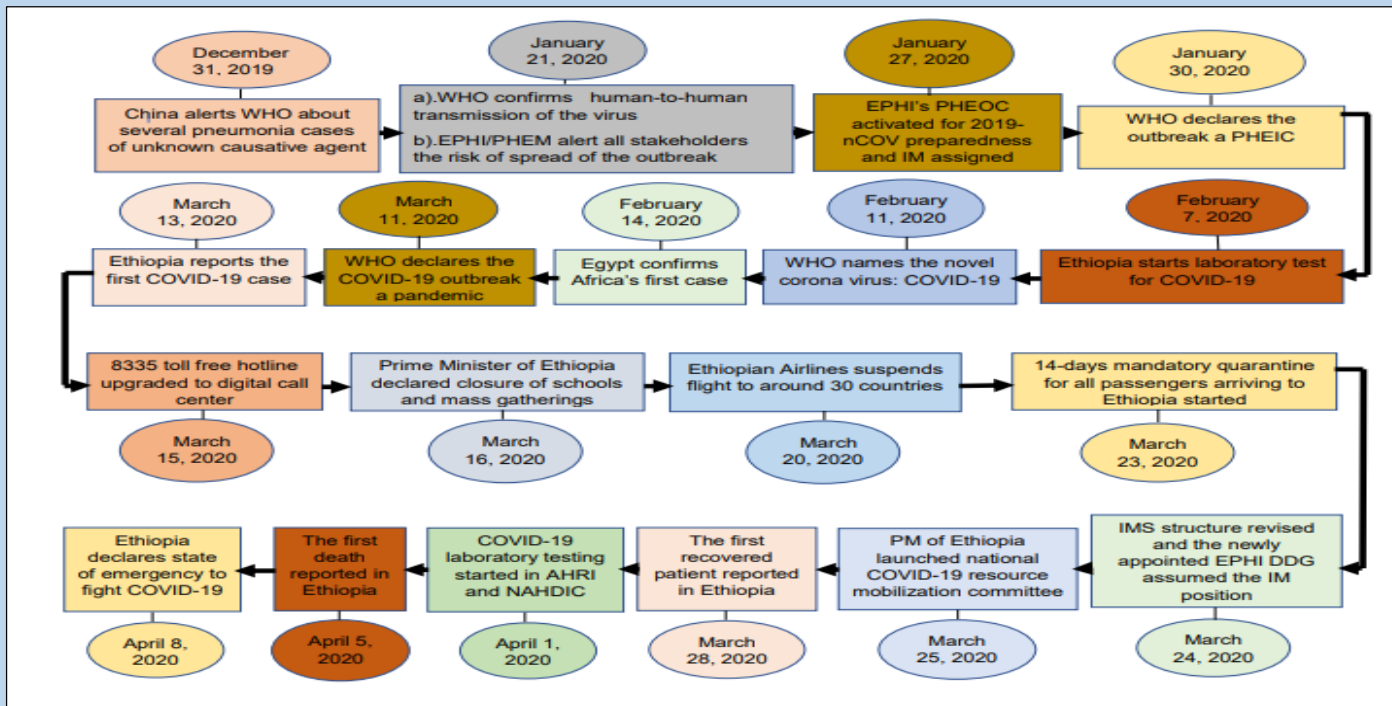 December
31, 2019
China alerts WHO about
several pneumonia cases
of unknown causative agent
January
21, 2020
a).WHO confirms human-to-human
transmission of the virus
b).EPHI/PHEM alert all stakeholders
the risk of spread of the outbreak
January
27, 2020
EPHI's PHEOC
activated for 2019-
nCOV preparedness
and IM assigned
January
30, 2020
WHO declares the
outbreak a PHEIC
February
7, 2020
Ethiopia starts laboratory test
for COVID-19
February
11, 2020
WHO names the novel
corona virus: COVID-19
February
14, 2020
Egypt confirms
Africa's first case
March
11, 2020
WHO declares the
COVID-19 outbreak
a pandemic
March
13, 2020
Ethiopia reports the
first COVID-19 case
8335 toll free hotline
upgraded to digital call
center
March
15, 2020
Prime Minister of Ethiopia
declared closure of schools
and mass gatherings
March
16, 2020
Ethiopian Airlines suspends
flight to around 30 countries
March
20, 2020
14-days mandatory quarantine
for all passengers arriving to
Ethiopia started
March
23, 2020
IMS structure revised
and the newly
appointed EPHI DDG
assumed the IM
position
March
24, 2020
PM of Ethiopia
launched national
COVID-19 resource
mobilization committee
March
25, 2020
The first
recovered
patient reported
in Ethiopia
March
28, 2020
COVID-19
laboratory testing
started in AHRI
and NAHDIC
April 1,
2020
The first
death
reported in
Ethiopia
April 5,
2020
Ethiopia
declares state
of emergency to
fight COVID-19
April 8,
2020